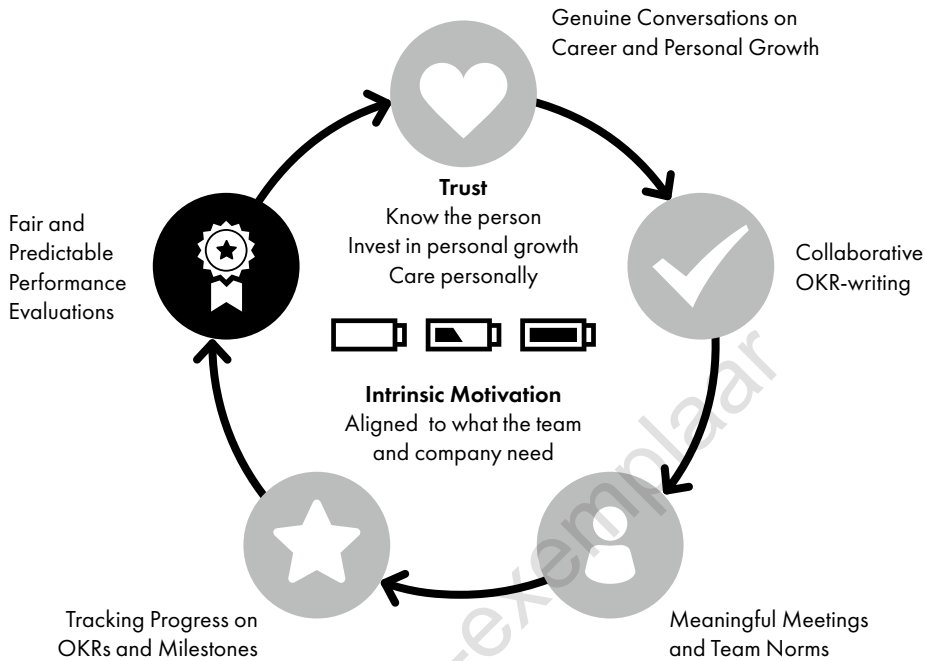 Genuine Conversations on
Career and Personal Growth
Trust
Know the person
Invest in personal growth
Care personally
Fair and
Predictable
Performance
Evaluations
Collaborative
OKR-writing
Intrinsic Motivation
Aligned to what the team
and company need
Tracking Progress on
OKRs and Milestones
Meaningful Meetings
and Team Norms
-exemplaar